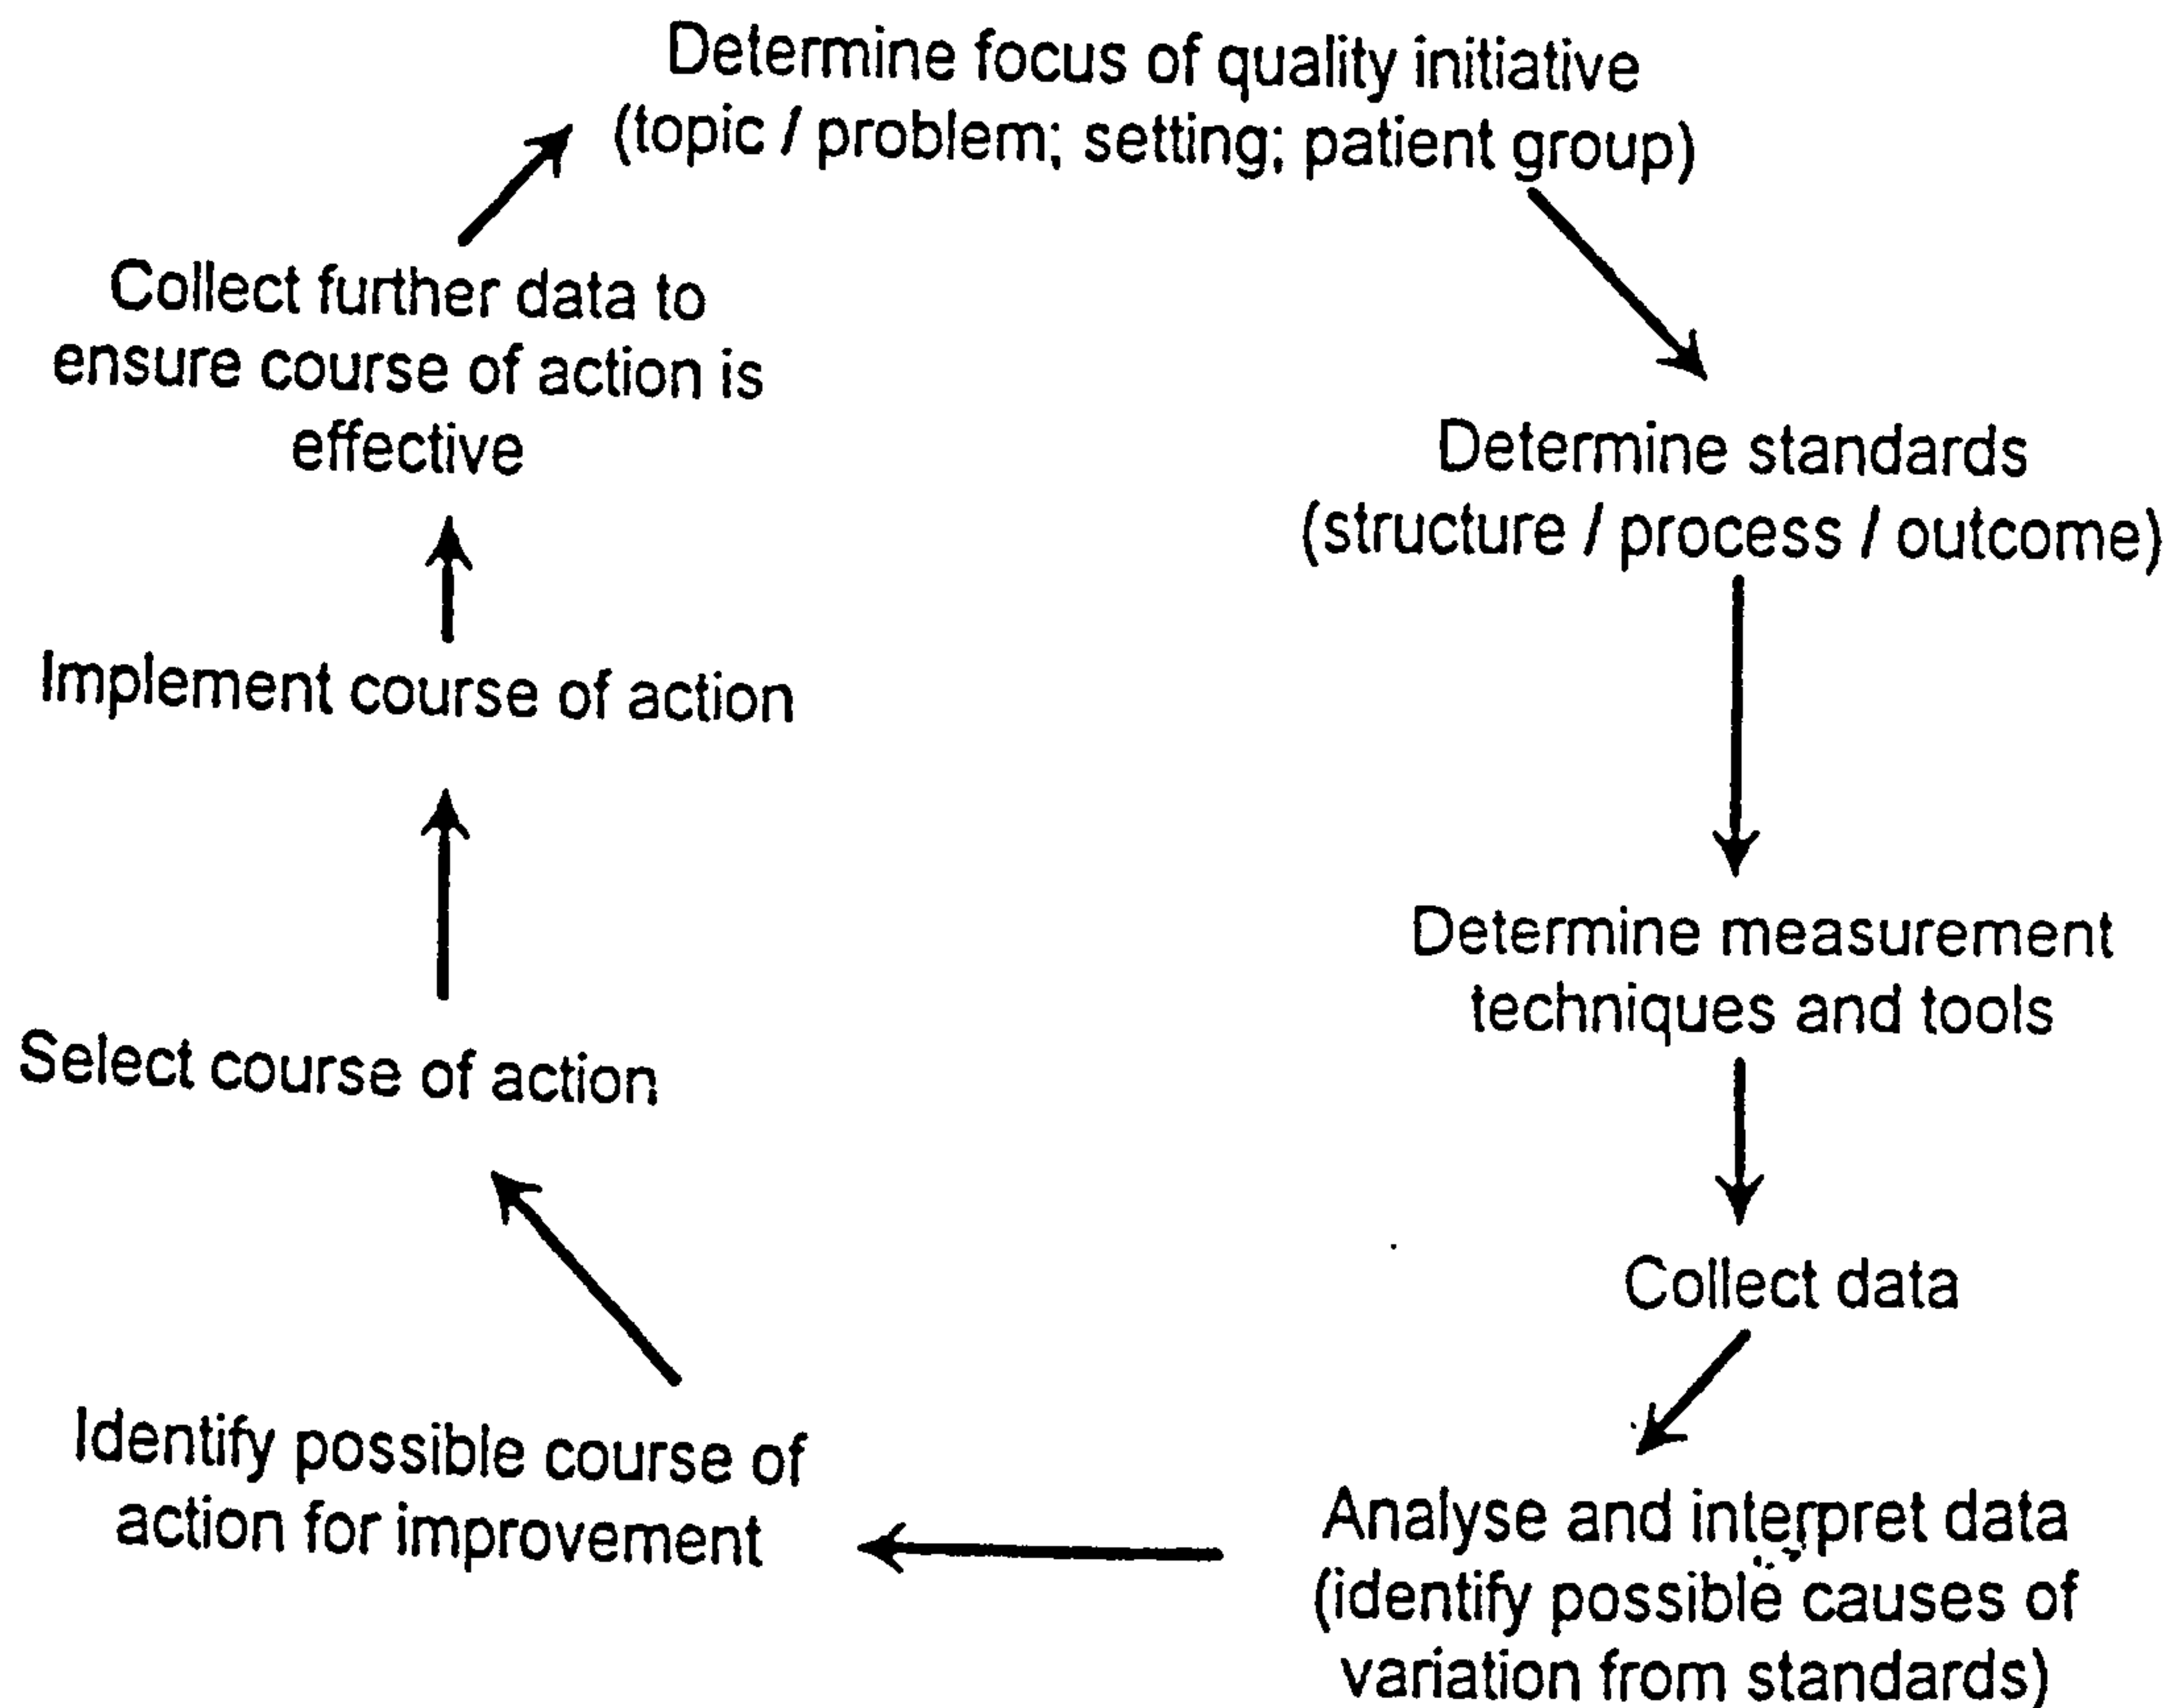 Determine focus of quality initiative
(topic / problem; setting; patient group)
Determine standards
(structure / process / outcome)
Determine measurement
techniques and tools
Collect data
Analyse and interpret data
(identify possible causes of
variation from standards)
Identify possible course of
action for improvement
Select course of action
Implement course of action
Collect further data to
ensure course of action is
effective